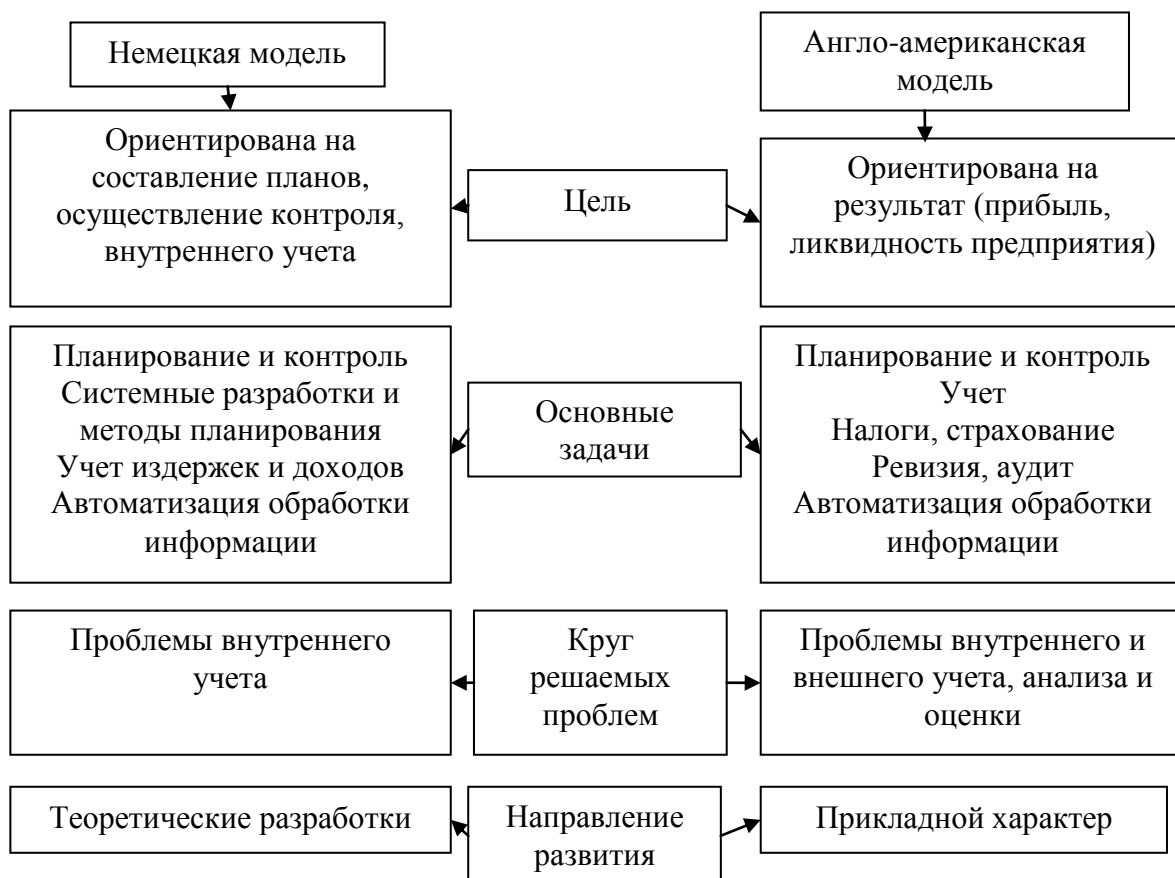 Немецкая модель
Англо-американская
модель
Ориентирована на
составление планов,
осуществление контроля,
внутреннего учета
Цель
Ориентирована на
результат (прибыль,
ликвидность предприятия)
Планирование и контроль
Системные разработки и
методы планирования
Учет издержек и доходов
Автоматизация обработки
информации
Основные
задачи
Планирование и контроль
Учет
Налоги, страхование
Ревизия, аудит
Автоматизация обработки
информации
Проблемы внутреннего
учета
Круг
решаемых
проблем
Проблемы внутреннего и
внешнего учета, анализа и
оценки
Теоретические разработки
Направление
развития
Прикладной характер